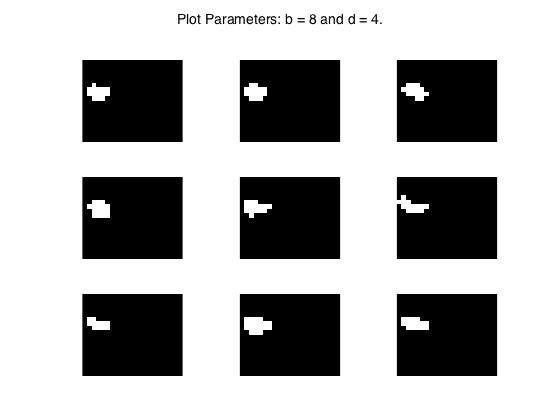 Plot Parameters: b = 8 and d = 4.